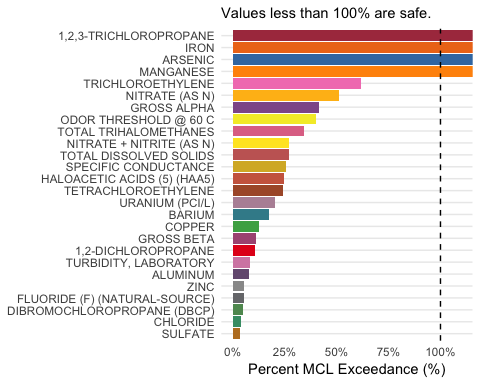 Values less than 100% are safe.
1,2,3-TRICHLOROPROPANE
IRON
ARSENIC
MANGANESE
TRICHLOROETHYLENE
NITRATE (AS N)
GROSS ALPHA
ODOR THRESHOLD @ 60 C
TOTAL TRIHALOMETHANES
NITRATE + NITRITE (AS N)
TOTAL DISSOLVED SOLIDS
SPECIFIC CONDUCTANCE
HALOACETIC ACIDS (5) (HAA5)
TETRACHLOROETHYLENE
URANIUM (PCI/L)
BARIUM
COPPER
GROSS BETA
1,2-DICHLOROPROPANE
TURBIDITY, LABORATORY
ALUMINUM
ZINC
FLUORIDE (F) (NATURAL-SOURCE)
DIBROMOCHLOROPROPANE (DBCP)
CHLORIDE
SULFATE
0% 25% 50% 75% 100%
Percent MCL Exceedance (%)